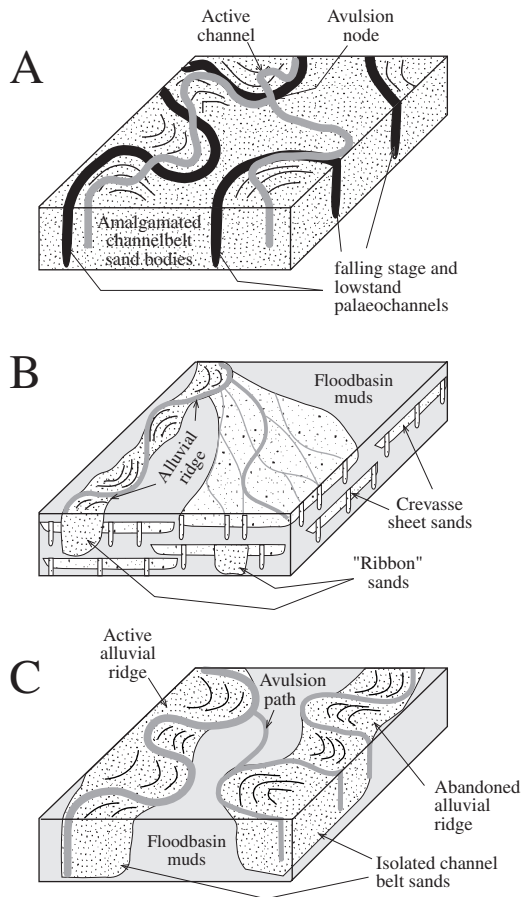 Active
channel
Avulsion
node
A
Amalgamated
channelbelt
sand bodies
falling stage and
lowstand
palaeochannels
B
Floodbasin
muds
Alluvial
ridge
Crevasse
sheet sands
"Ribbon"
sands
Active
alluvial
ridge
C
Avulsion
path
Abandoned
alluvial
ridge
Floodbasin
muds
Isolated channel
belt sands